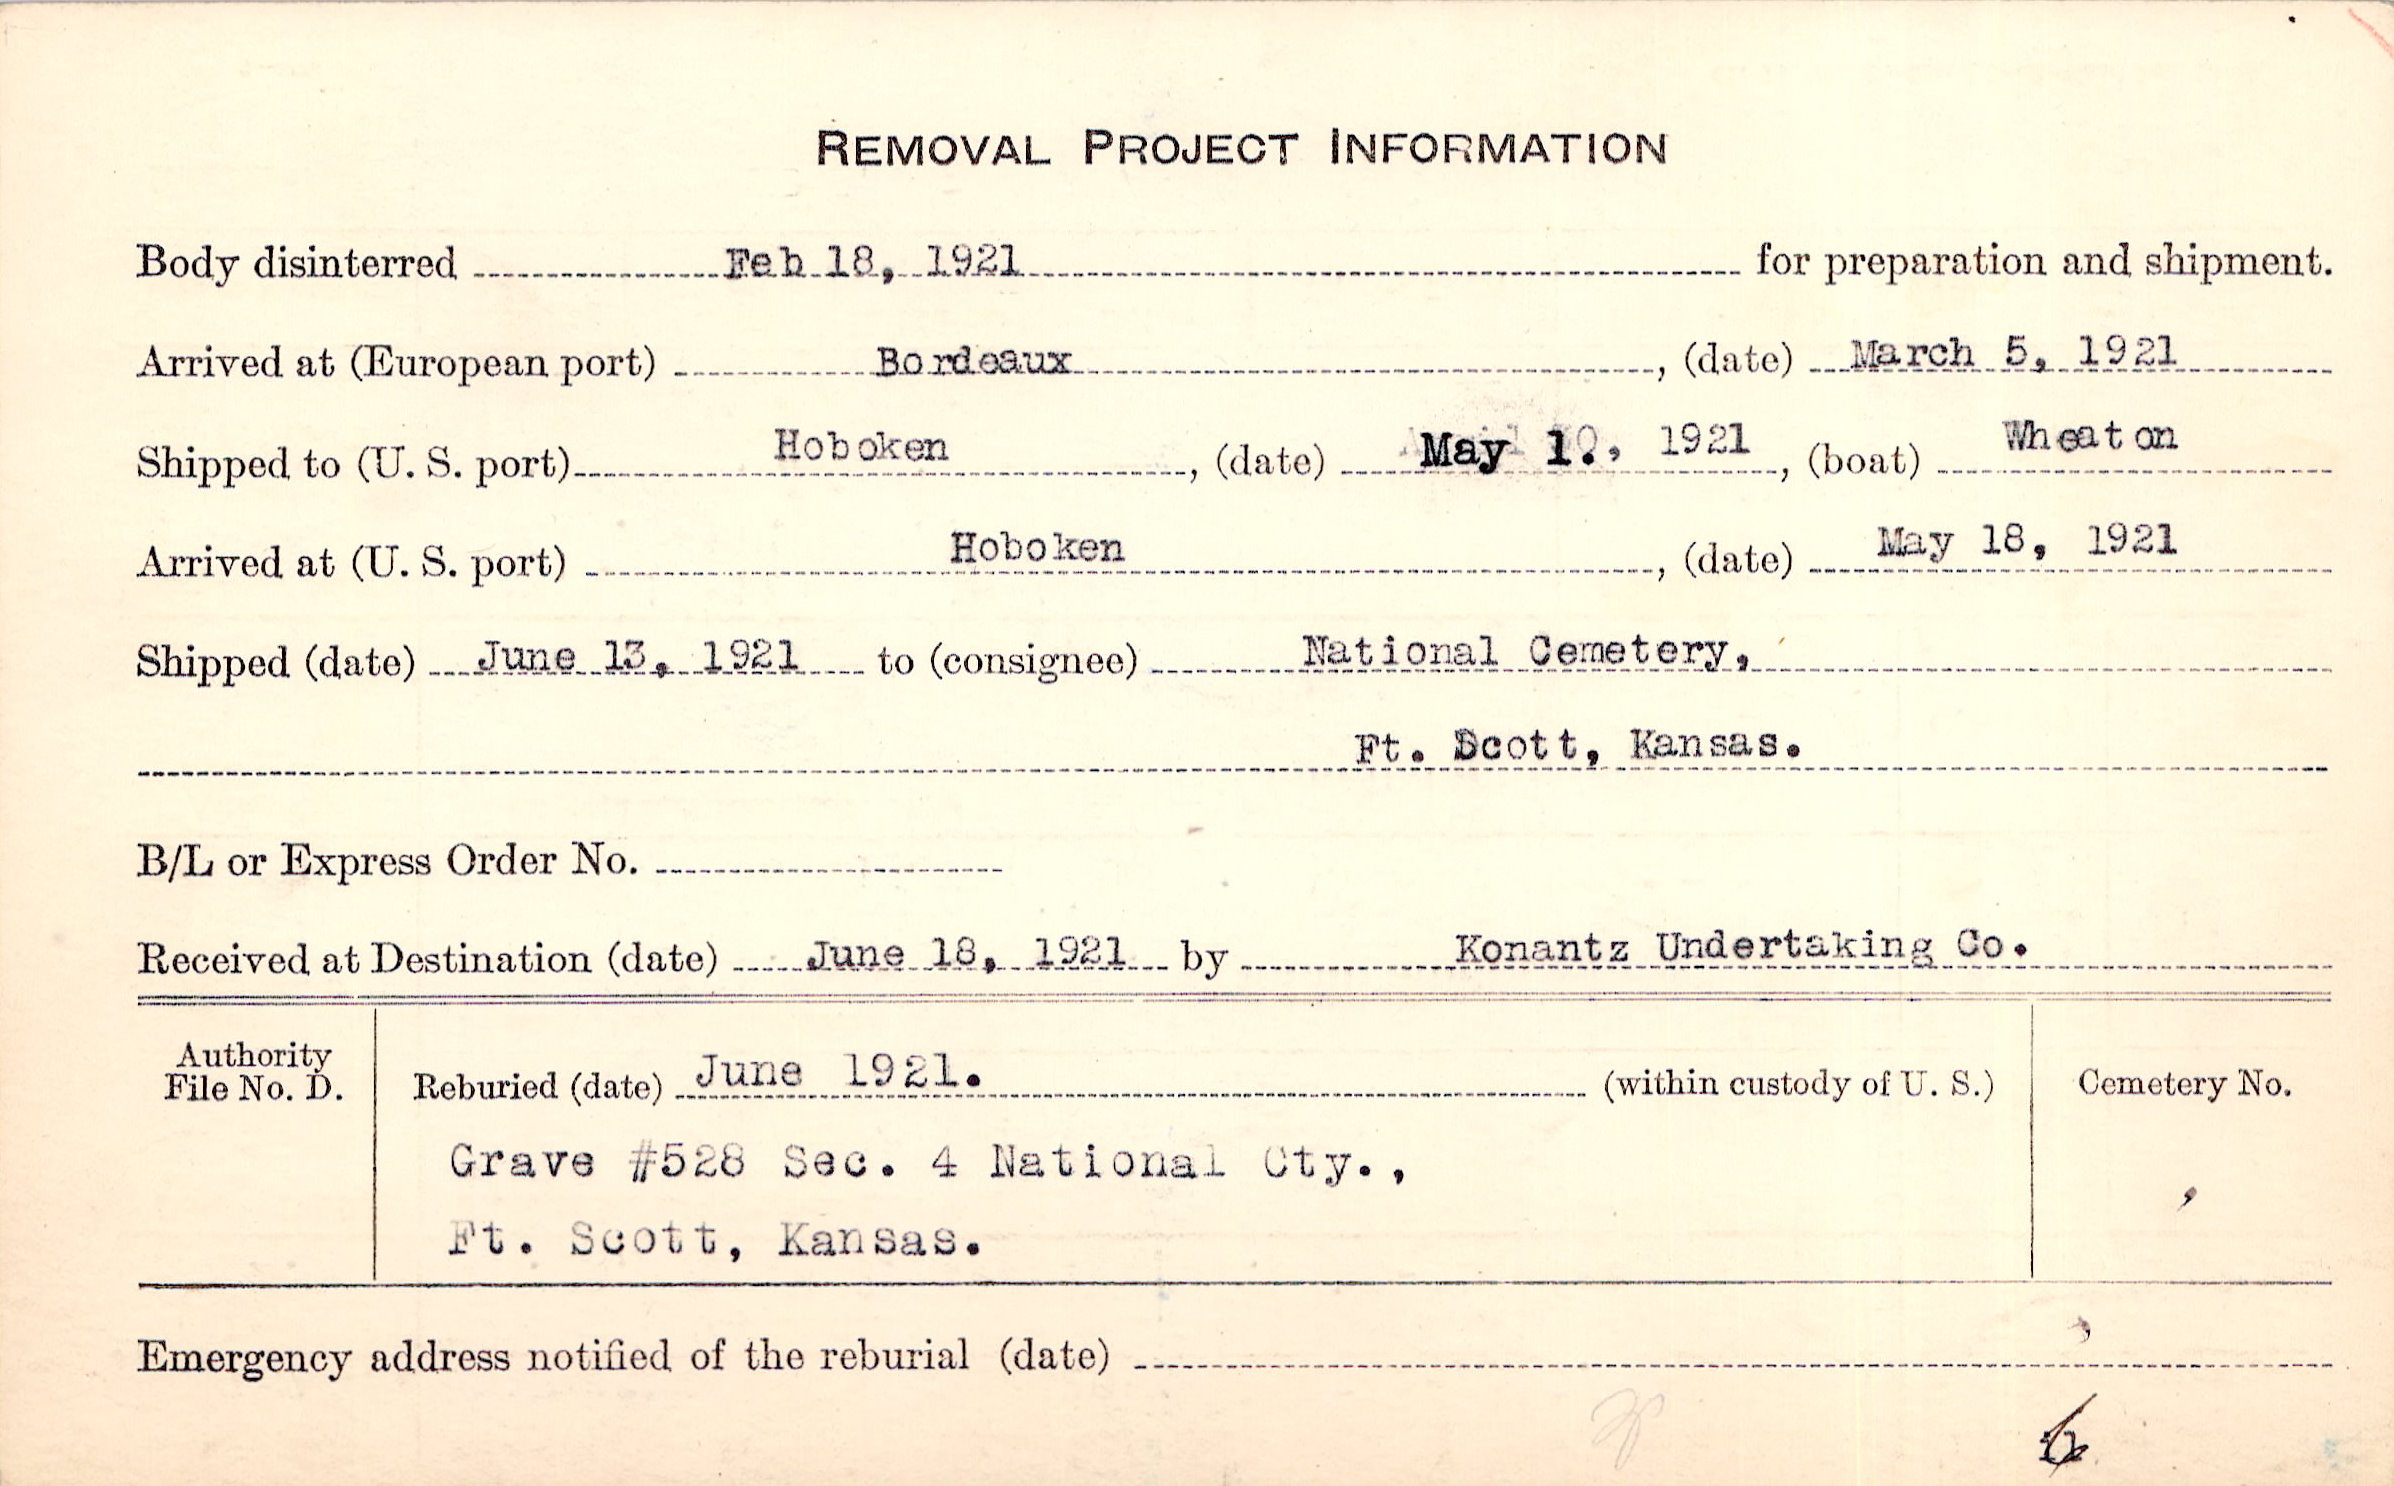 REMOVAL PROJECT INFORMATION
Body disinterred Feb 18, 1921 for preparation and shipment.
Arrived at (European port) Bordeaux, (date) March 5, 1921
Shipped to (U. S. port) Hoboken, (date) May 1., 1921, (boat) Wheaton
Arrived at (U. S. port) Hoboken, (date) May 18, 1921
Shipped (date) June 13, 1921 to (consignee) National Cemetery,
Ft. Scott, Kansas.
B/L or Express Order No.
Received at Destination (date) June 18, 1921 by Konantz Undertaking Co.
Authority
File No. D.
Reburied (date) June 1921. (within custody of U. S.)
Cemetery No.
Grave #528 Sec. 4 National Cty.,
Ft. Scott, Kansas.
Emergency address notified of the reburial (date)